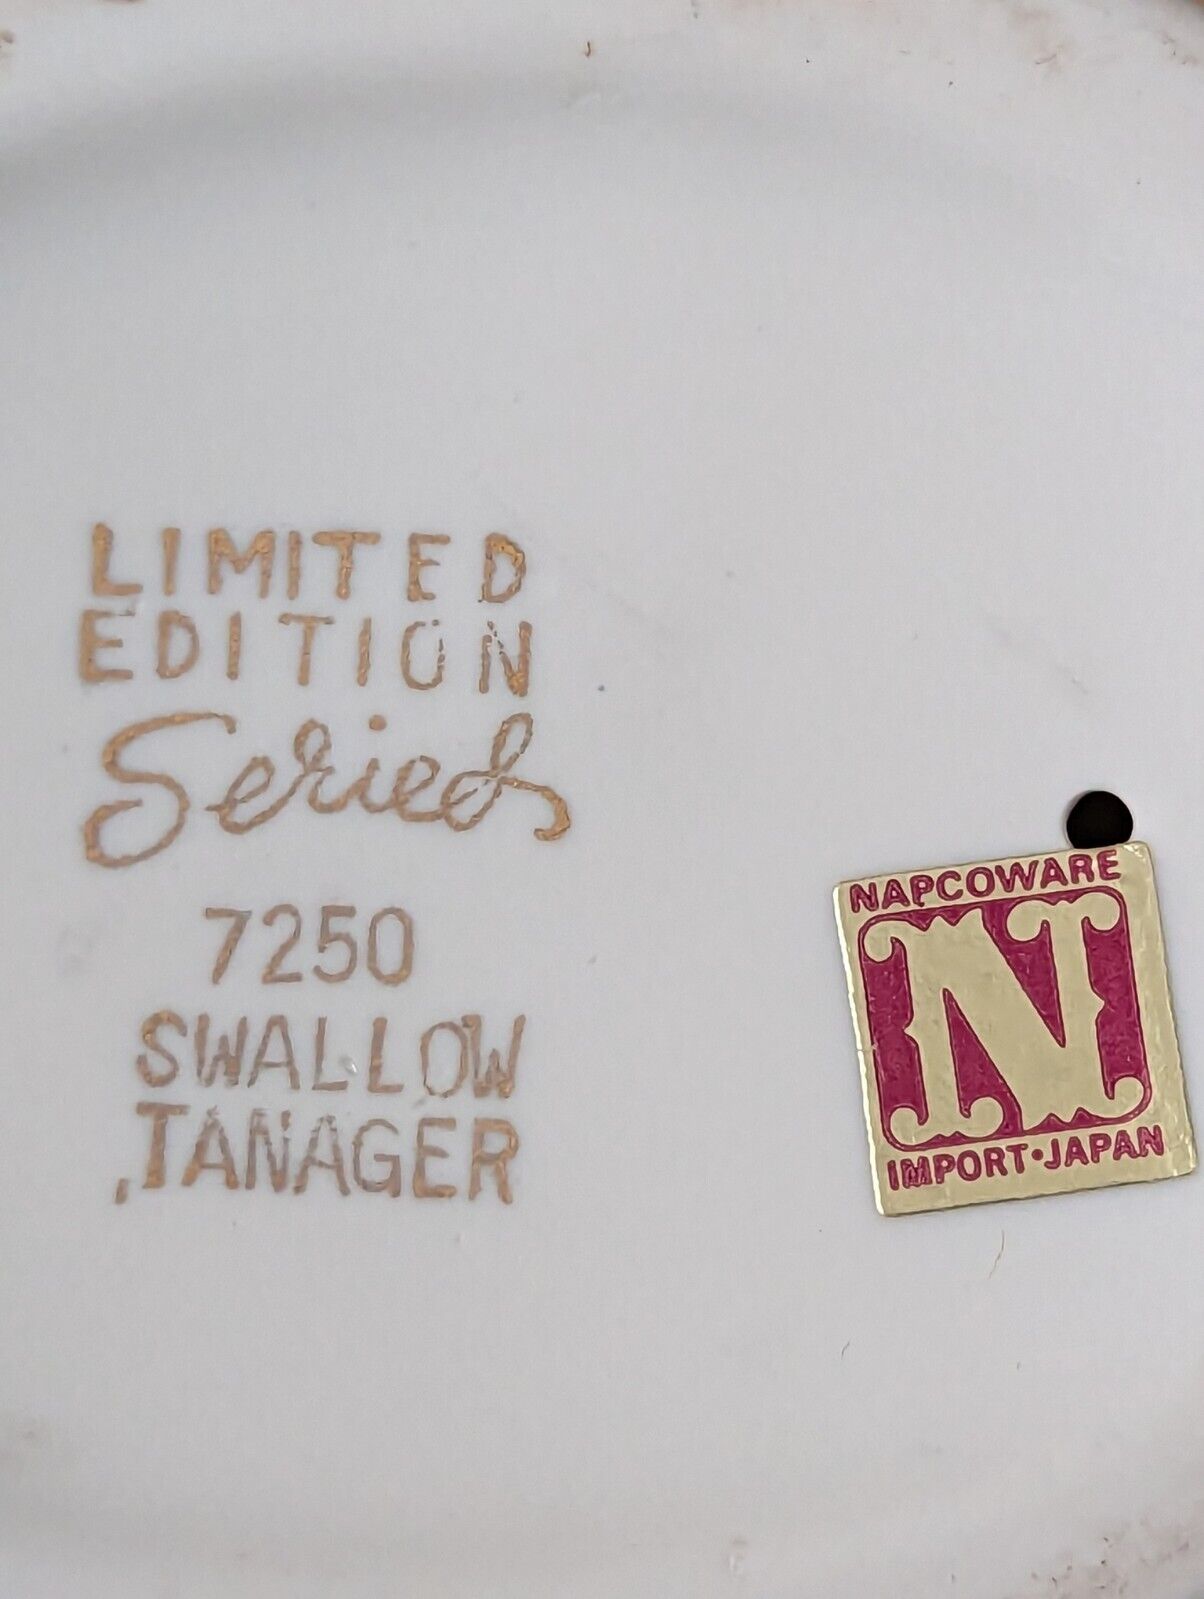 LIMITED
EDITION
Series
7250
SWALLOW
TANAGER
NAPCOWARE
N
IMPORT•JAPAN